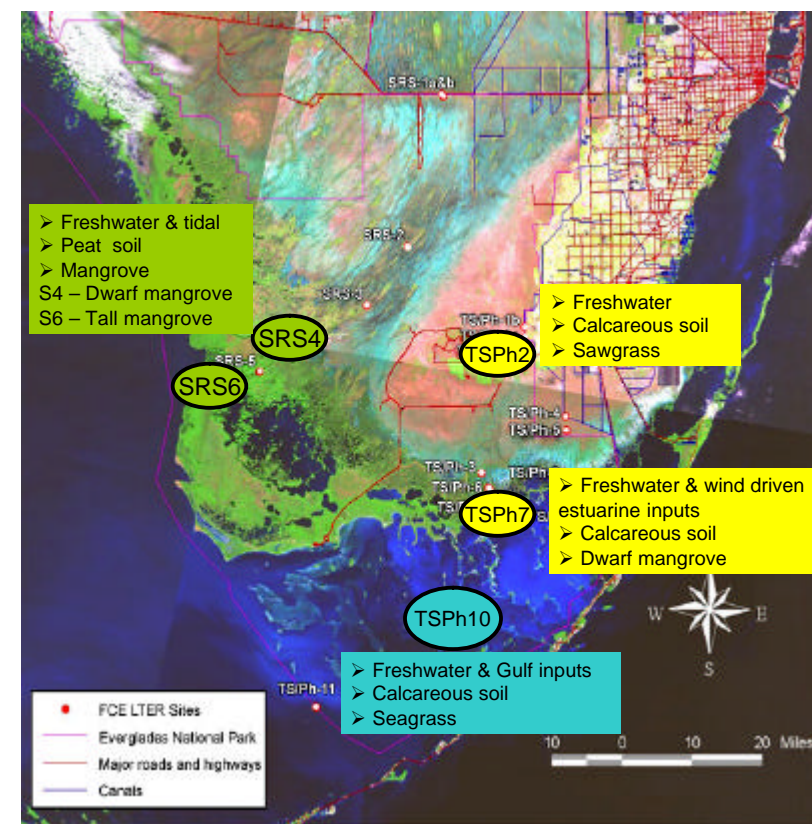 SRS-1a&b
➢ Freshwater & tidal
➢ Peat soil
➢ Mangrove
S4 – Dwarf mangrove
S6 – Tall mangrove
SRS-2
SRS-3
➢ Freshwater
➢ Calcareous soil
➢ Sawgrass
TS/Ph-1b
SRS4
TSPh2
SRS-5
SRS6
TS/Ph-4
TS/Ph-5
TS/Ph-3
TS/Ph-6
➢ Freshwater & wind driven
estuarine inputs
➢ Calcareous soil
➢ Dwarf mangrove
TSPh7
TSPh10
W E
S
➢ Freshwater & Gulf inputs
➢ Calcareous soil
➢ Seagrass
TS/Ph-11
FCE LTER Sites
Everglades National Park
Major roads and highways
Canals
10 0 10 20 Miles